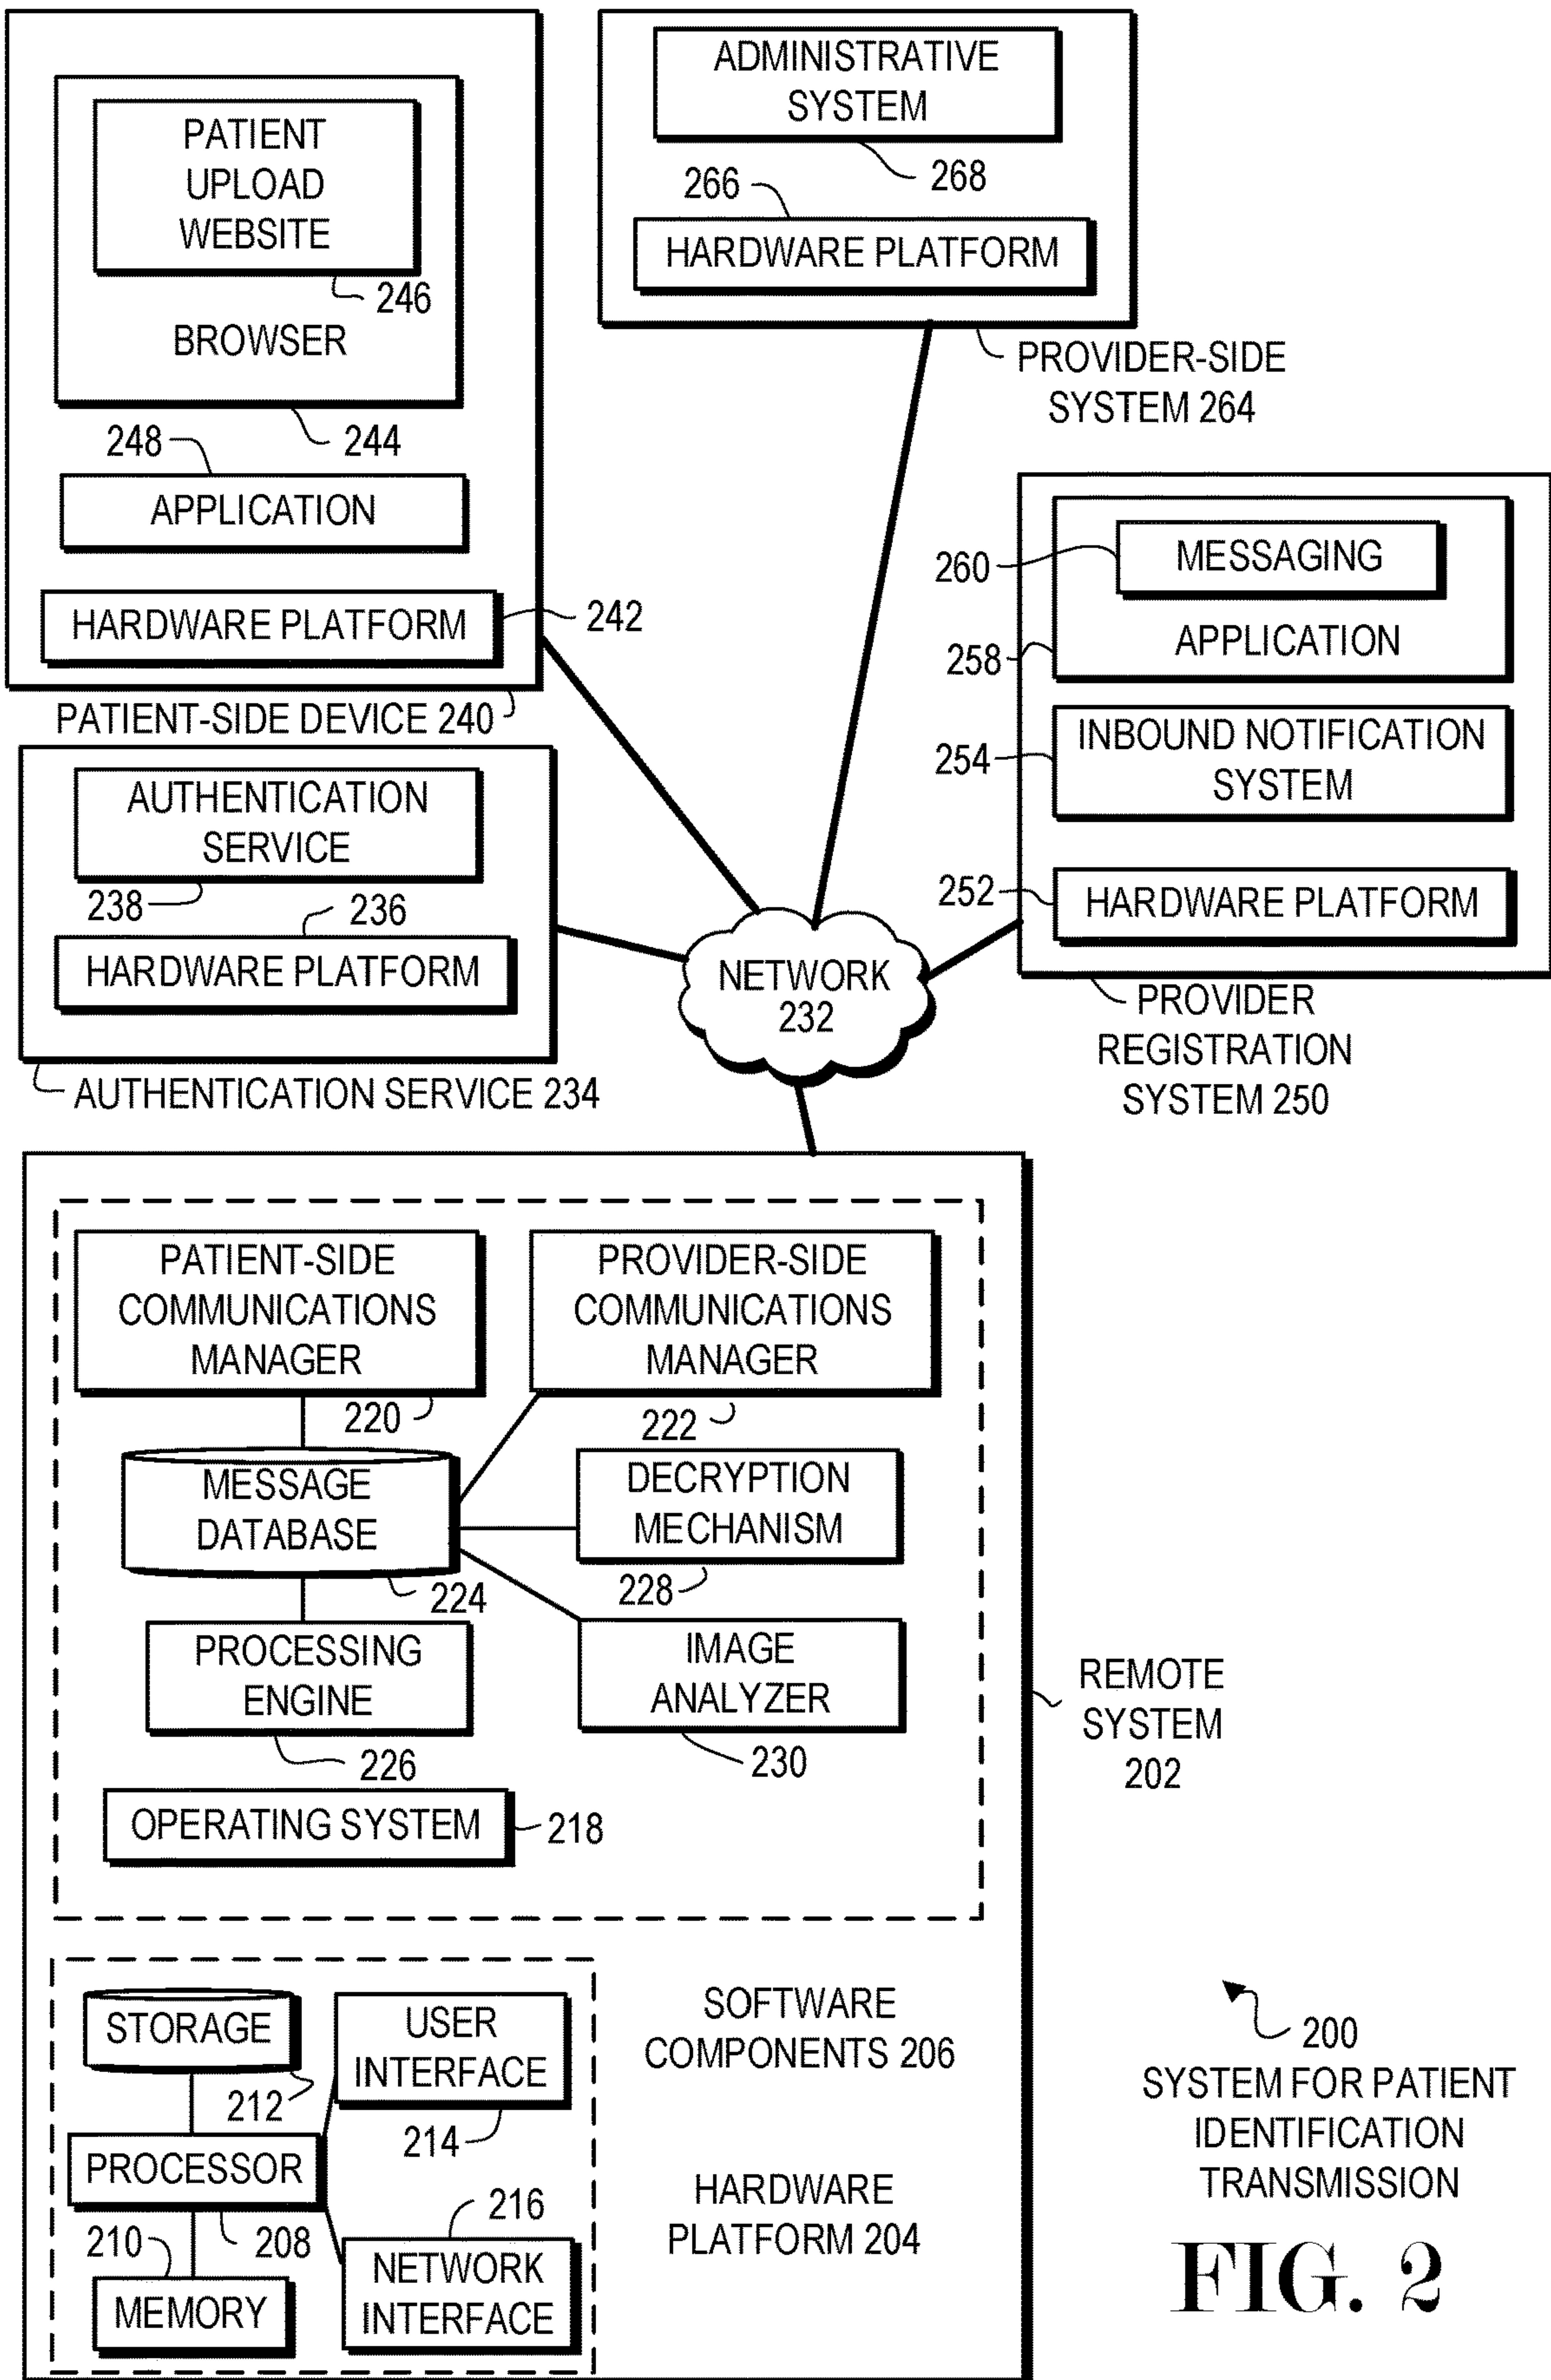 PATIENT
UPLOAD
WEBSITE
246
BROWSER
244
248
APPLICATION
HARDWARE PLATFORM
242
PATIENT-SIDE DEVICE 240
ADMINISTRATIVE
SYSTEM
268
266
HARDWARE PLATFORM
PROVIDER-SIDE
SYSTEM 264
260
MESSAGING
APPLICATION
258
INBOUND NOTIFICATION
SYSTEM
254
252
HARDWARE PLATFORM
PROVIDER
REGISTRATION
SYSTEM 250
AUTHENTICATION
SERVICE
238
236
HARDWARE PLATFORM
AUTHENTICATION SERVICE 234
NETWORK
232
PATIENT-SIDE
COMMUNICATIONS
MANAGER
220
PROVIDER-SIDE
COMMUNICATIONS
MANAGER
222
MESSAGE
DATABASE
224
DECRYPTION
MECHANISM
228
PROCESSING
ENGINE
226
IMAGE
ANALYZER
230
OPERATING SYSTEM
218
REMOTE
SYSTEM
202
STORAGE
212
USER
INTERFACE
214
PROCESSOR
208
210
MEMORY
216
NETWORK
INTERFACE
SOFTWARE
COMPONENTS 206
HARDWARE
PLATFORM 204
200
SYSTEM FOR PATIENT
IDENTIFICATION
TRANSMISSION
FIG. 2